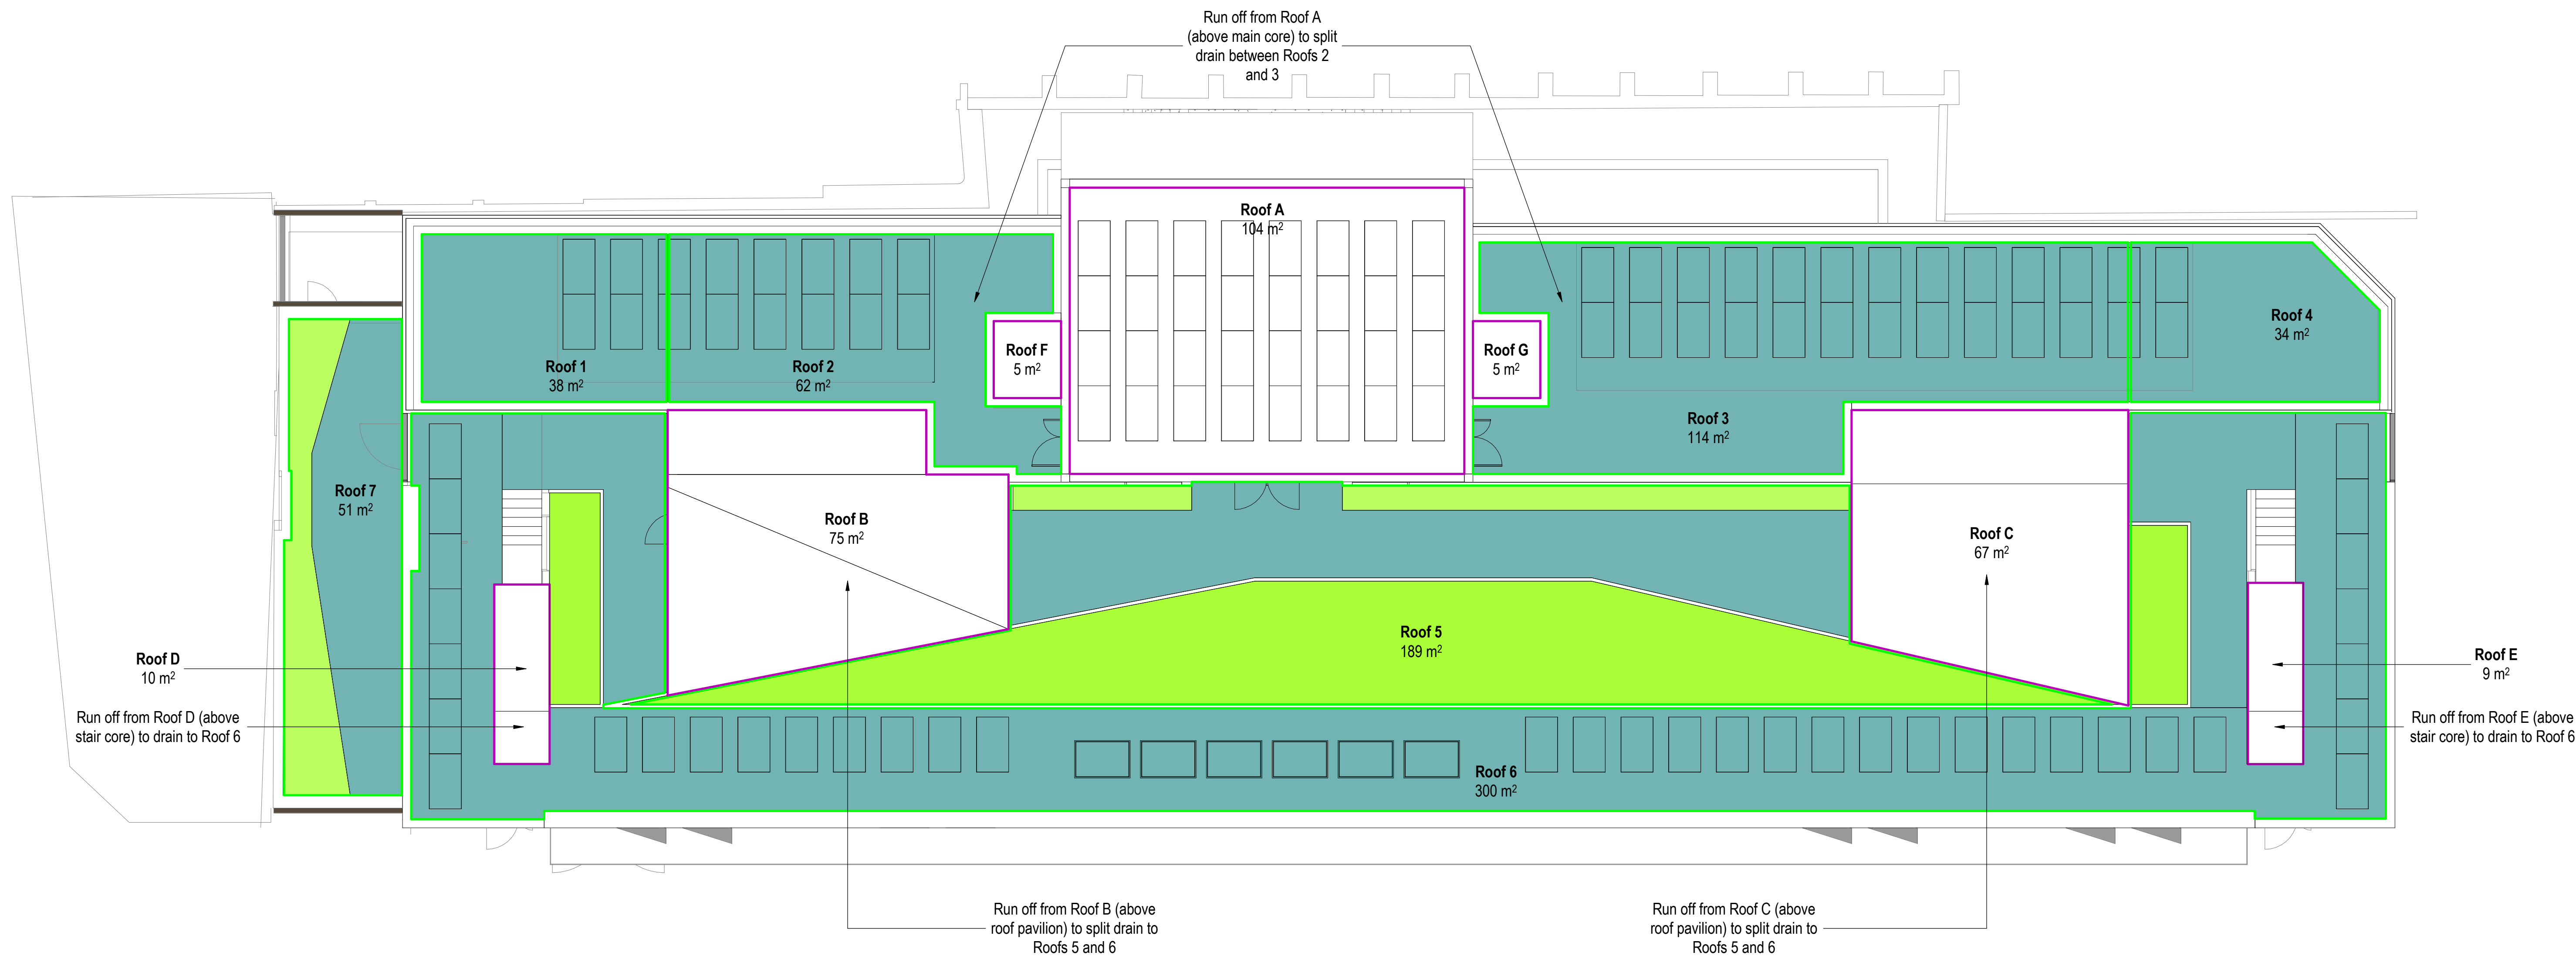 Run off from Roof A
(above main core) to split
drain between Roofs 2
and 3
Roof A
104 m²
Roof 1
38 m²
Roof 2
62 m²
Roof F
5 m²
Roof G
5 m²
Roof 3
114 m²
Roof 4
34 m²
Roof 7
51 m²
Roof B
75 m²
Roof C
67 m²
Roof 5
189 m²
Roof D
10 m²
Run off from Roof D (above
stair core) to drain to Roof 6
Roof E
9 m²
Run off from Roof E (above
stair core) to drain to Roof 6
Roof 6
300 m²
Run off from Roof B (above
roof pavilion) to split drain to
Roofs 5 and 6
Run off from Roof C (above
roof pavilion) to split drain to
Roofs 5 and 6